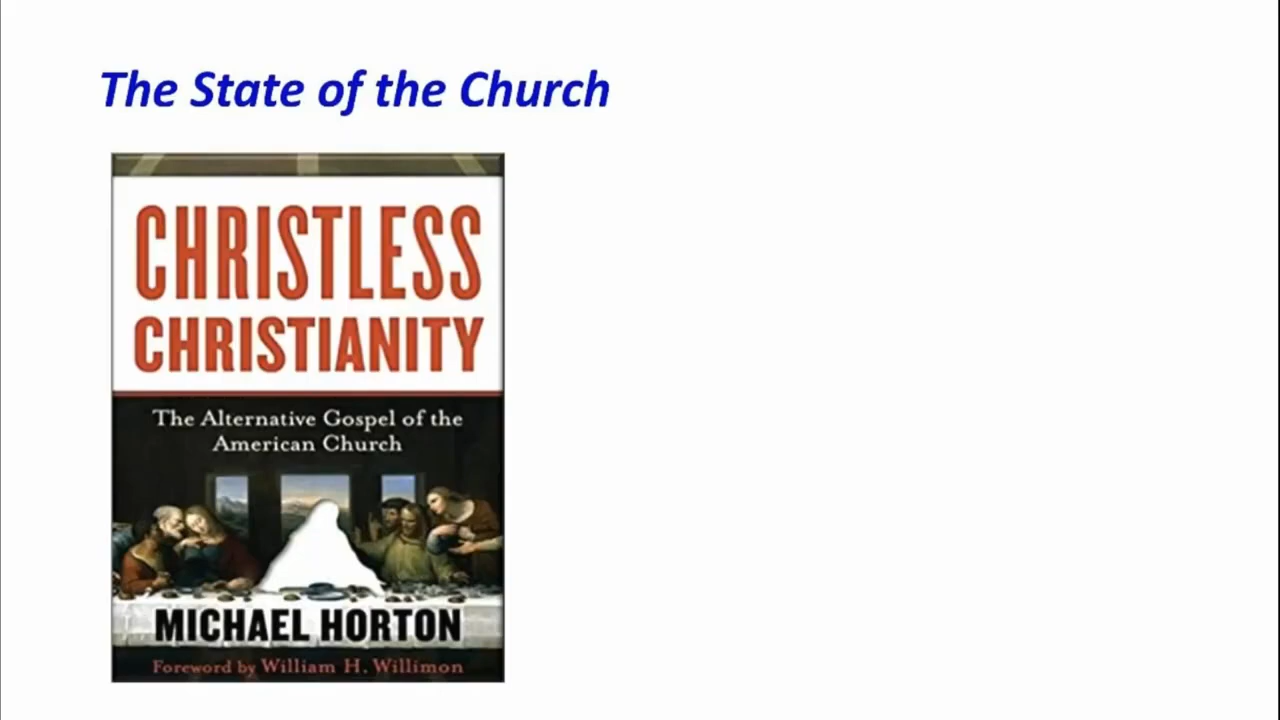 The State of the Church
CHRISTLESS
CHRISTIANITY
The Alternative Gospel of the
American Church
MICHAEL HORTON
Foreword by William H. Willimon